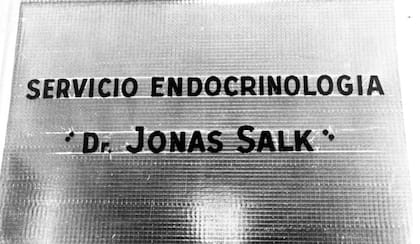 SERVICIO ENDOCRINOLOGIA
"Dr. JONAS SALK"